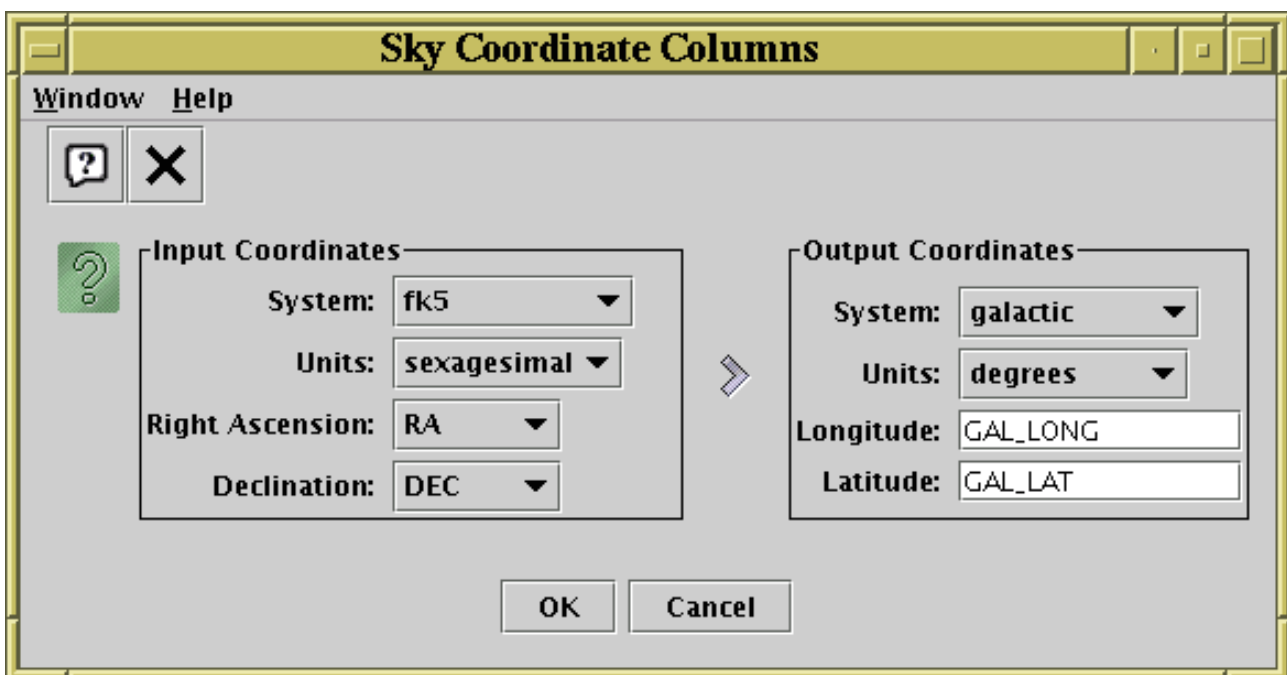 Sky Coordinate Columns
Window Help
?
Input Coordinates
System: fk5
Units: sexagesimal
Right Ascension: RA
Declination: DEC
Output Coordinates
System: galactic
Units: degrees
Longitude: GAL_LONG
Latitude: GAL_LAT
OK Cancel